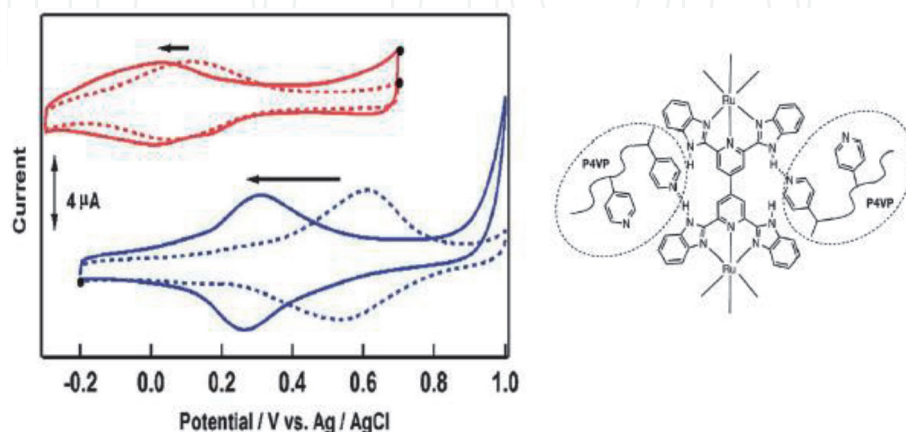 Current
4 μA
-0.2 0.0 0.2 0.4 0.6 0.8 1.0
Potential / V vs. Ag / AgCl
Ru
N N N
N N
H H
P4VP
N N N N
P4VP
N N
H H
N N
N N N
Ru